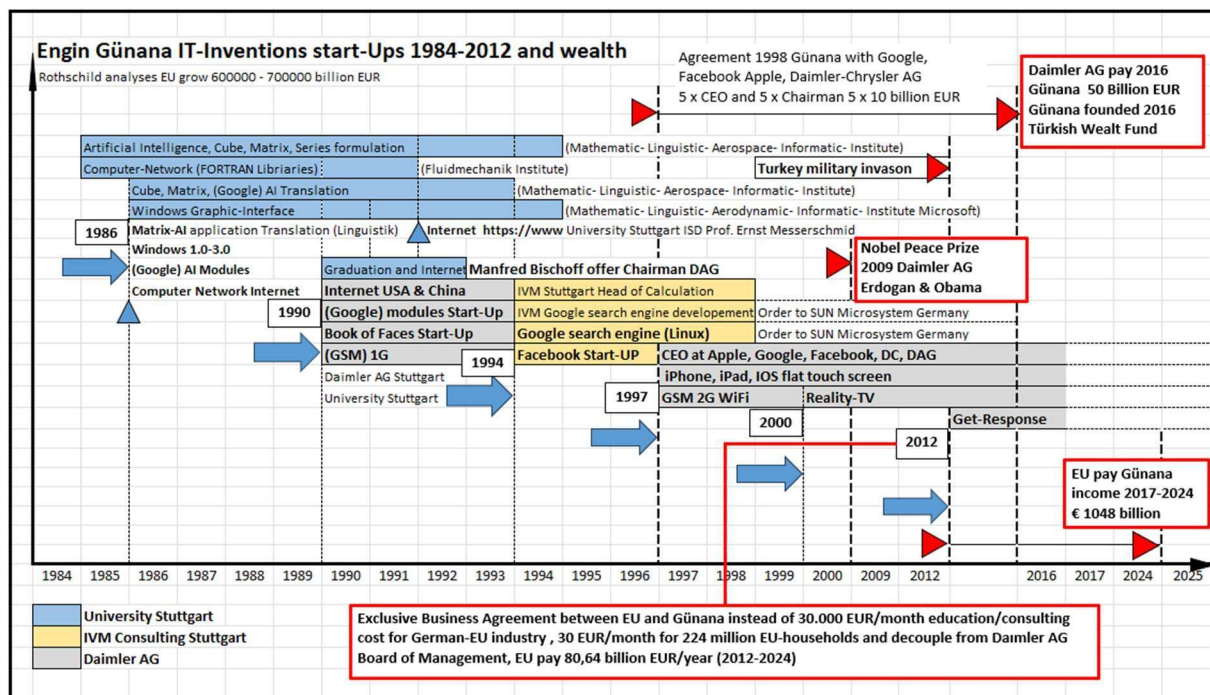 Engin Günana IT-Inventions start-Ups 1984-2012 and wealth
Rothschild analyses EU grow 600000 - 700000 billion EUR
Agreement 1998 Günana with Google,
Facebook Apple, Daimler-Chrysler AG
5 x CEO and 5 x Chairman 5 x 10 billion EUR
Daimler AG pay 2016
Günana 50 Billion EUR
Günana founded 2016
Türkish Wealt Fund
Artificial Intelligence, Cube, Matrix, Series formulation
(Mathematic- Linguistic- Aerospace- Informatic- Institute)
Computer-Network (FORTRAN Libriaries)
(Fluidmechanik Institute)
Turkey military invason
Cube, Matrix, (Google) AI Translation
(Mathematic- Linguistic- Aerospace- Informatic- Institute)
Windows Graphic-Interface
(Mathematic- Linguistic- Aerodynamic- Informatic- Institute Microsoft)
1986
Matrix-AI application Translation (Linguistik)
Internet https://www University Stuttgart ISD Prof. Ernst Messerschmid
Windows 1.0-3.0
(Google) AI Modules
Computer Network Internet
Nobel Peace Prize
2009 Daimler AG
Erdogan & Obama
Graduation and Internet
Manfred Bischoff offer Chairman DAG
Internet USA & China
IVM Stuttgart Head of Calculation
1990
(Google) modules Start-Up
IVM Google search engine developement
Order to SUN Microsystem Germany
Book of Faces Start-Up
Google search engine (Linux)
Order to SUN Microsystem Germany
(GSM) 1G
1994
Facebook Start-UP
CEO at Apple, Google, Facebook, DC, DAG
Daimler AG Stuttgart
iPhone, iPad, IOS flat touch screen
University Stuttgart
1997
GSM 2G WiFi
Reality-TV
2000
2012
Get-Response
EU pay Günana
income 2017-2024
€ 1048 billion
1984 1985 1986 1987 1988 1989 1990 1991 1992 1993 1994 1995 1996 1997 1998 1999 2000 2009 2012 2016 2017 2024 2025
University Stuttgart
IVM Consulting Stuttgart
Daimler AG
Exclusive Business Agreement between EU and Günana instead of 30.000 EUR/month education/consulting
cost for German-EU industry , 30 EUR/month for 224 million EU-households and decouple from Daimler AG
Board of Management, EU pay 80,64 billion EUR/year (2012-2024)